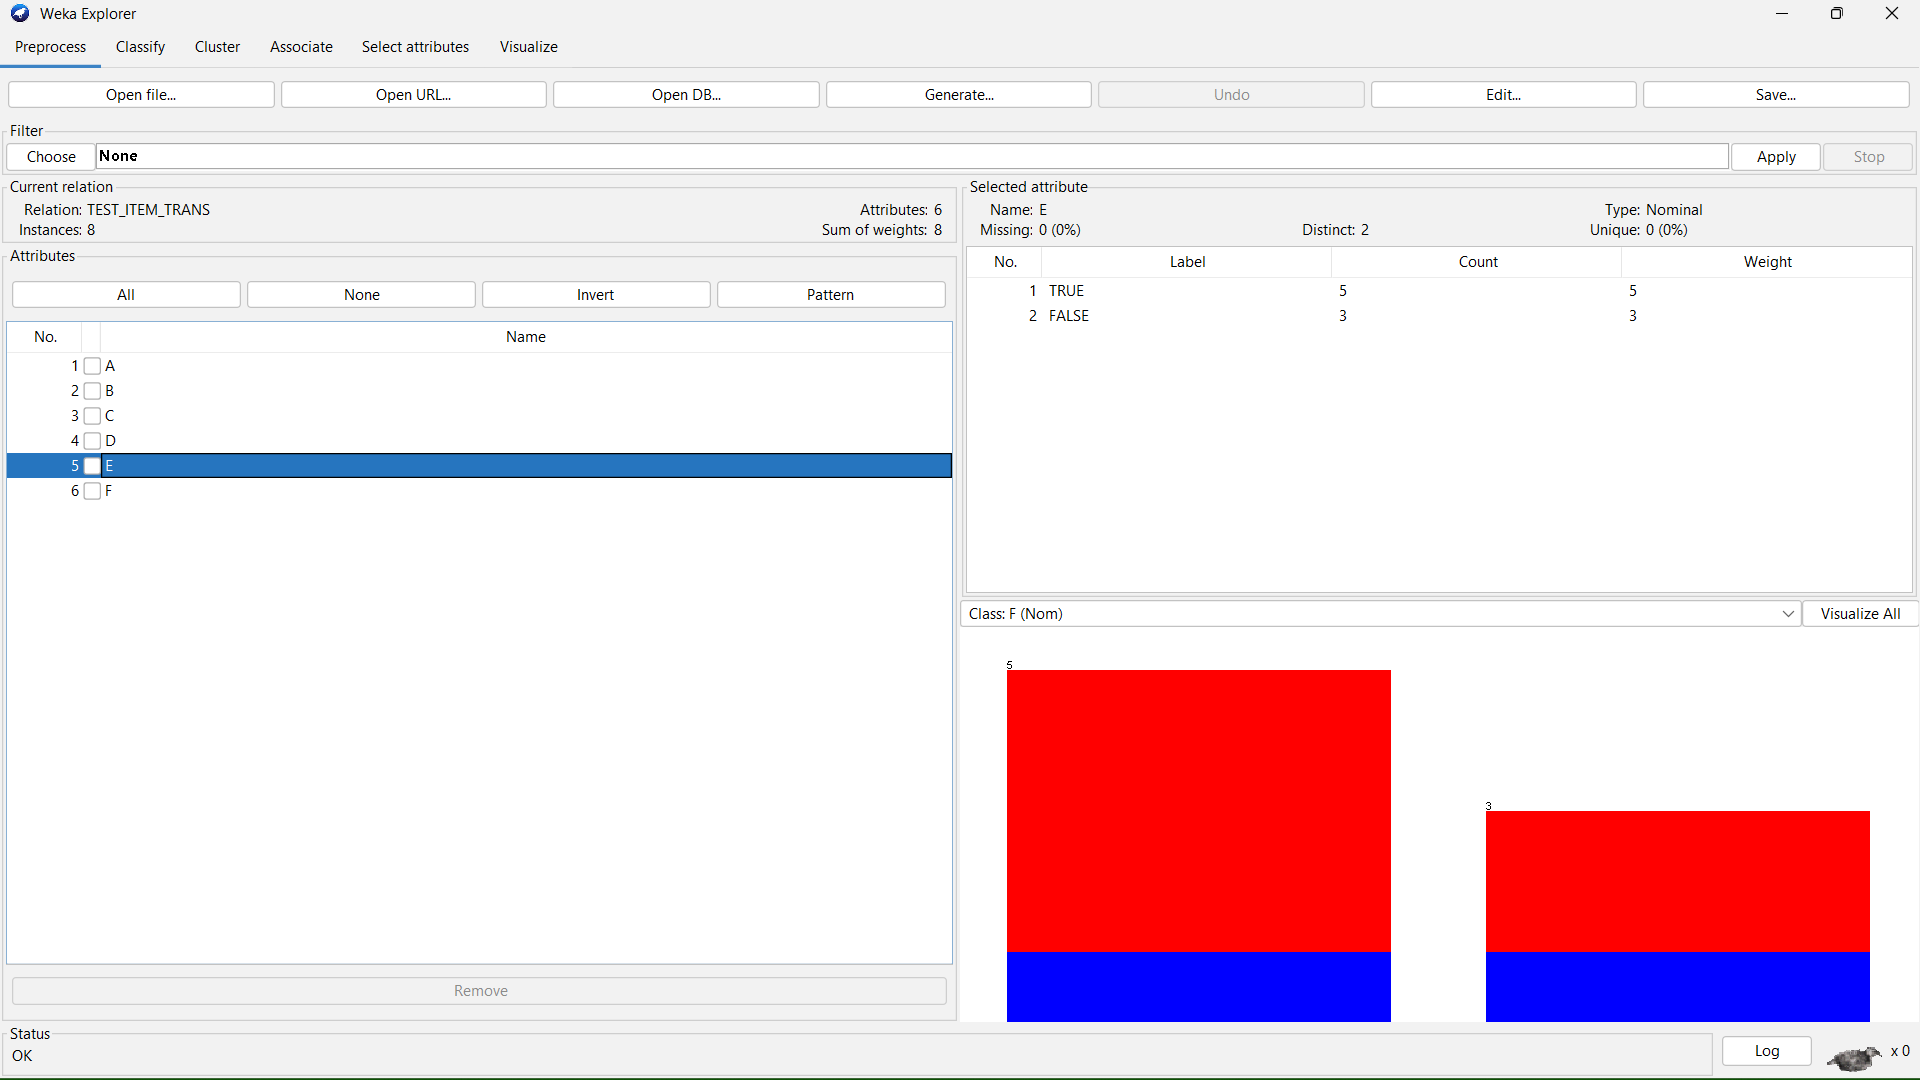 Weka Explorer
Preprocess Classify Cluster Associate Select attributes Visualize
Open file... Open URL... Open DB... Generate... Undo Edit... Save...
Filter
Choose None Apply Stop
Current relation
Relation: TEST_ITEM_TRANS Attributes: 6
Instances: 8 Sum of weights: 8
Attributes
All None Invert Pattern
No. Name
1 A
2 B
3 C
4 D
5 E
6 F
Remove
Selected attribute
Name: E Type: Nominal
Missing: 0 (0%) Distinct: 2 Unique: 0 (0%)
No. Label Count Weight
1 TRUE 5 5
2 FALSE 3 3
Class: F (Nom) Visualize All
5
3
Status
OK
Log x 0